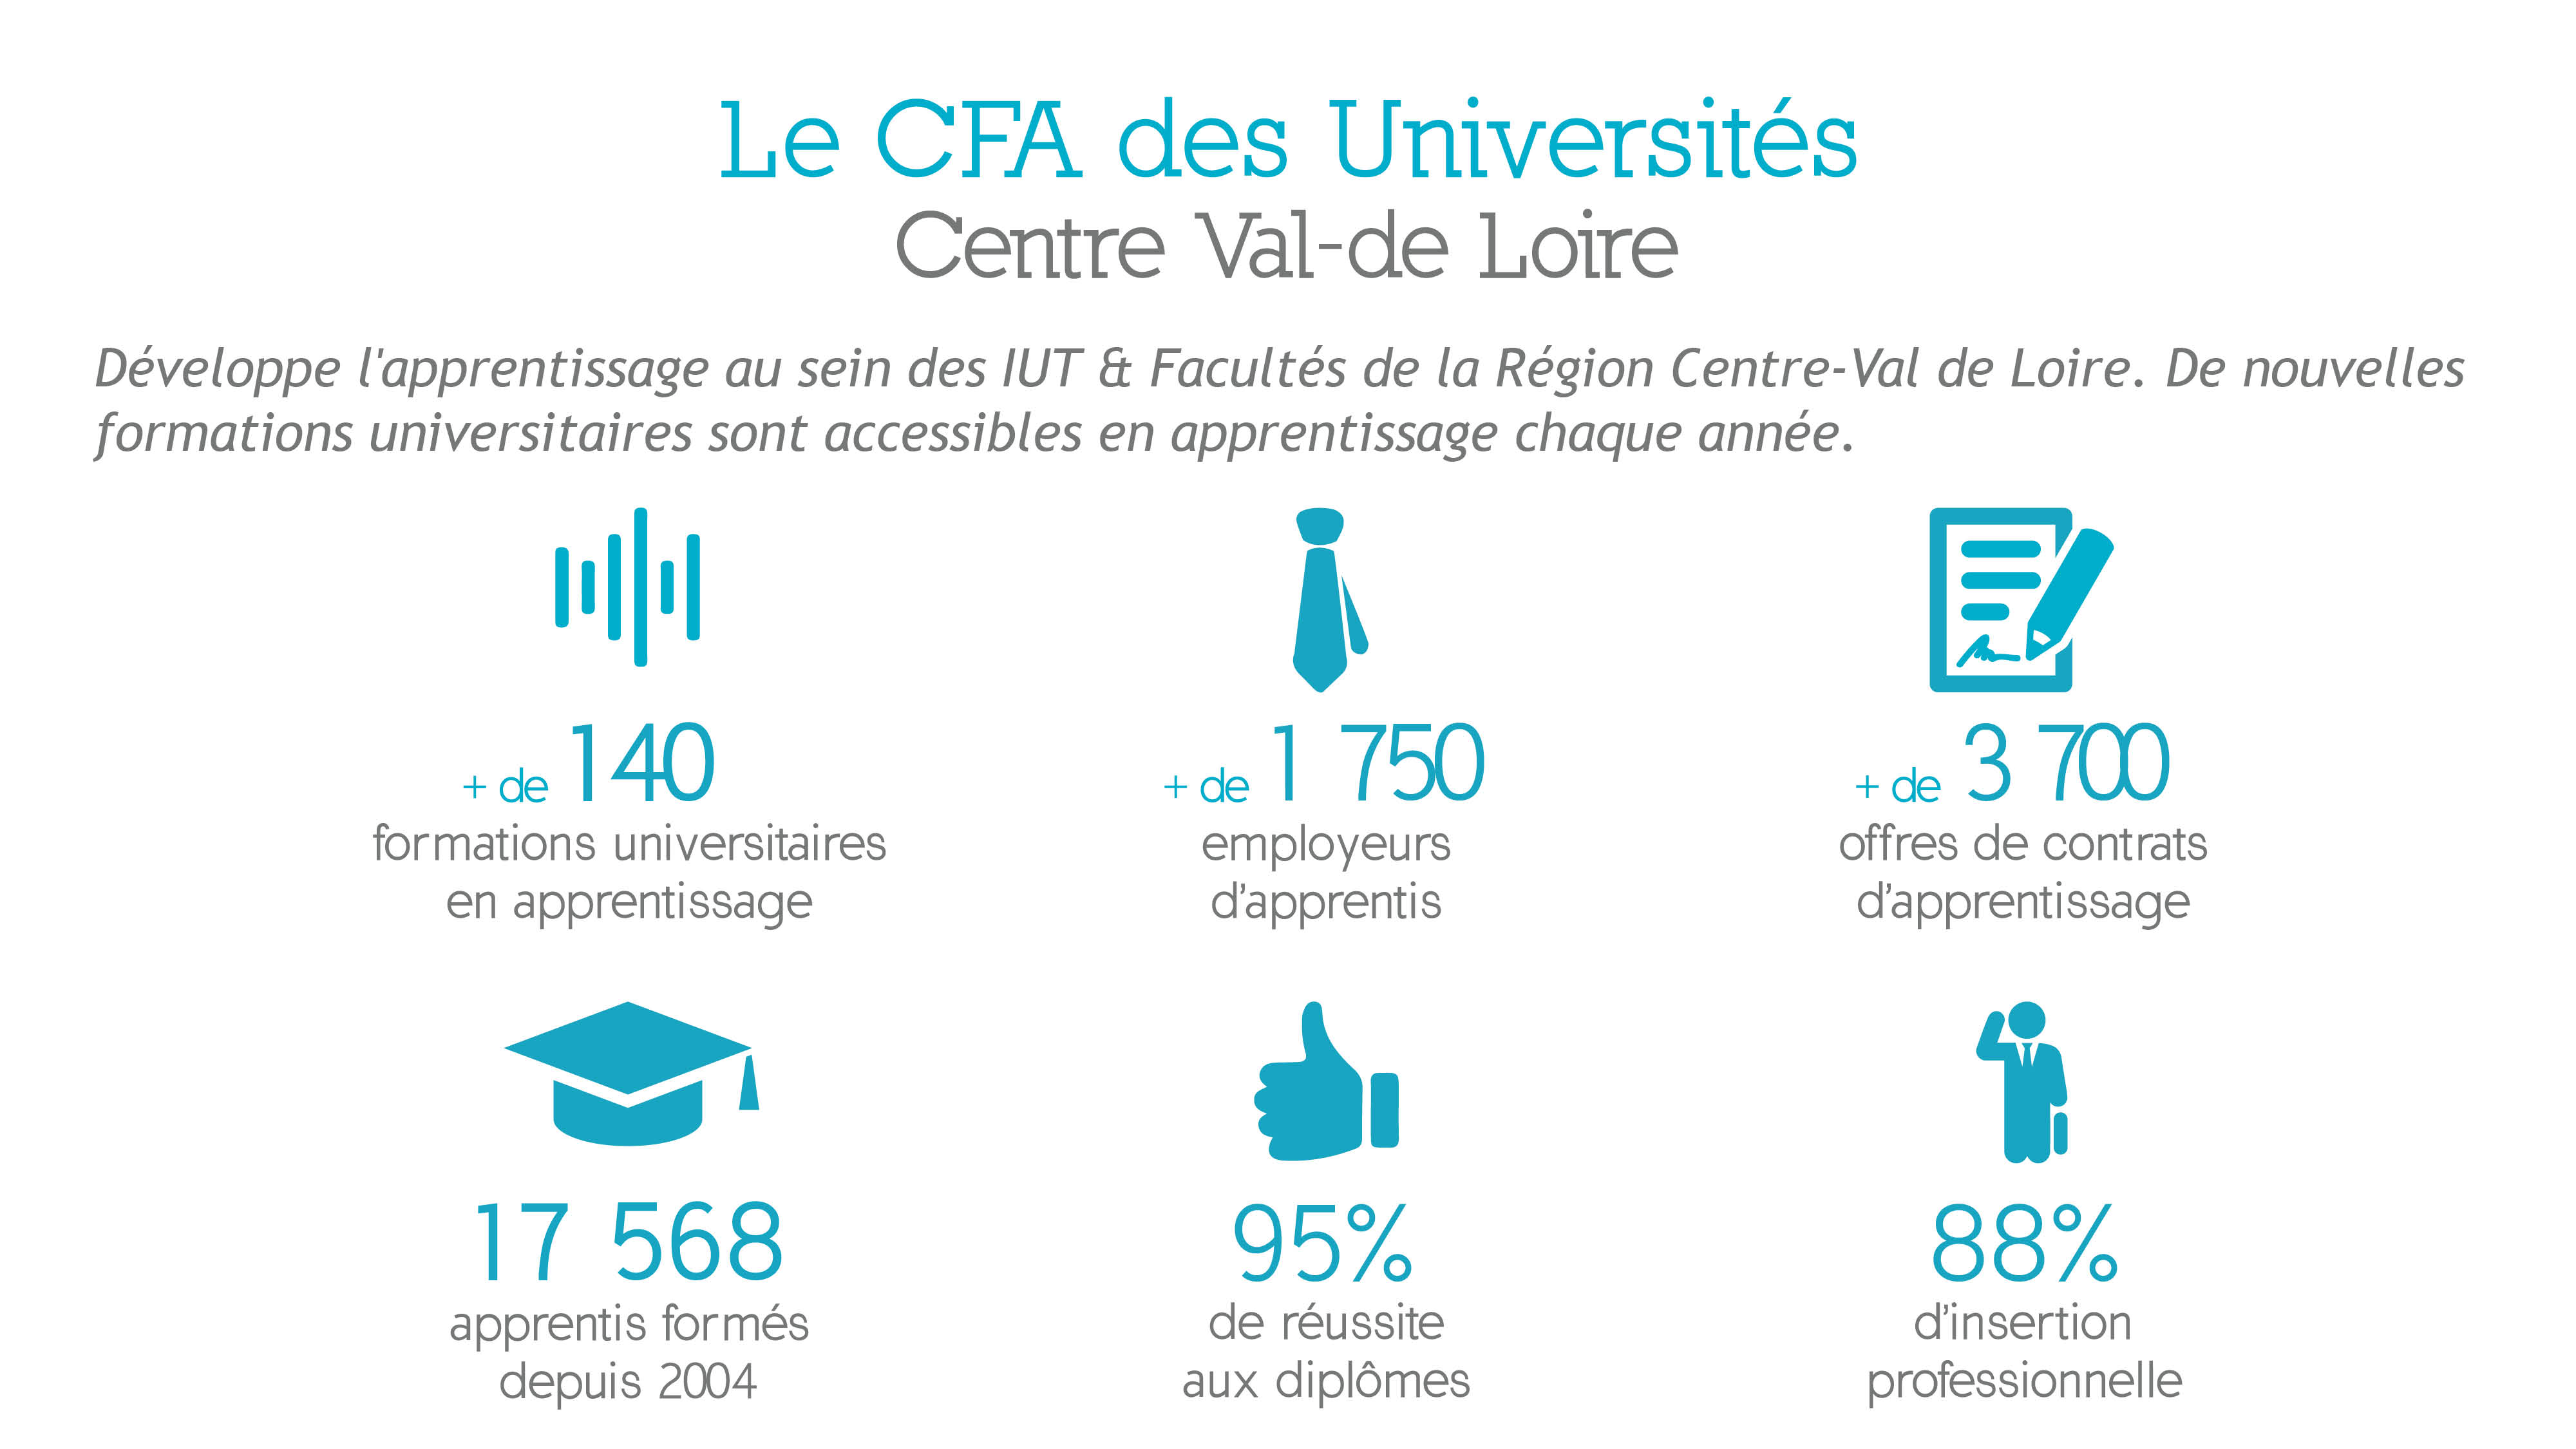 Le CFA des Universités
Centre Val-de Loire
Développe l'apprentissage au sein des IUT & Facultés de la Région Centre-Val de Loire. De nouvelles
formations universitaires sont accessibles en apprentissage chaque année.
+ de 140
formations universitaires
en apprentissage
+ de 1 750
employeurs
d’apprentis
+ de 3 700
offres de contrats
d’apprentissage
17 568
apprentis formés
depuis 2004
95%
de réussite
aux diplômes
88%
d’insertion
professionnelle